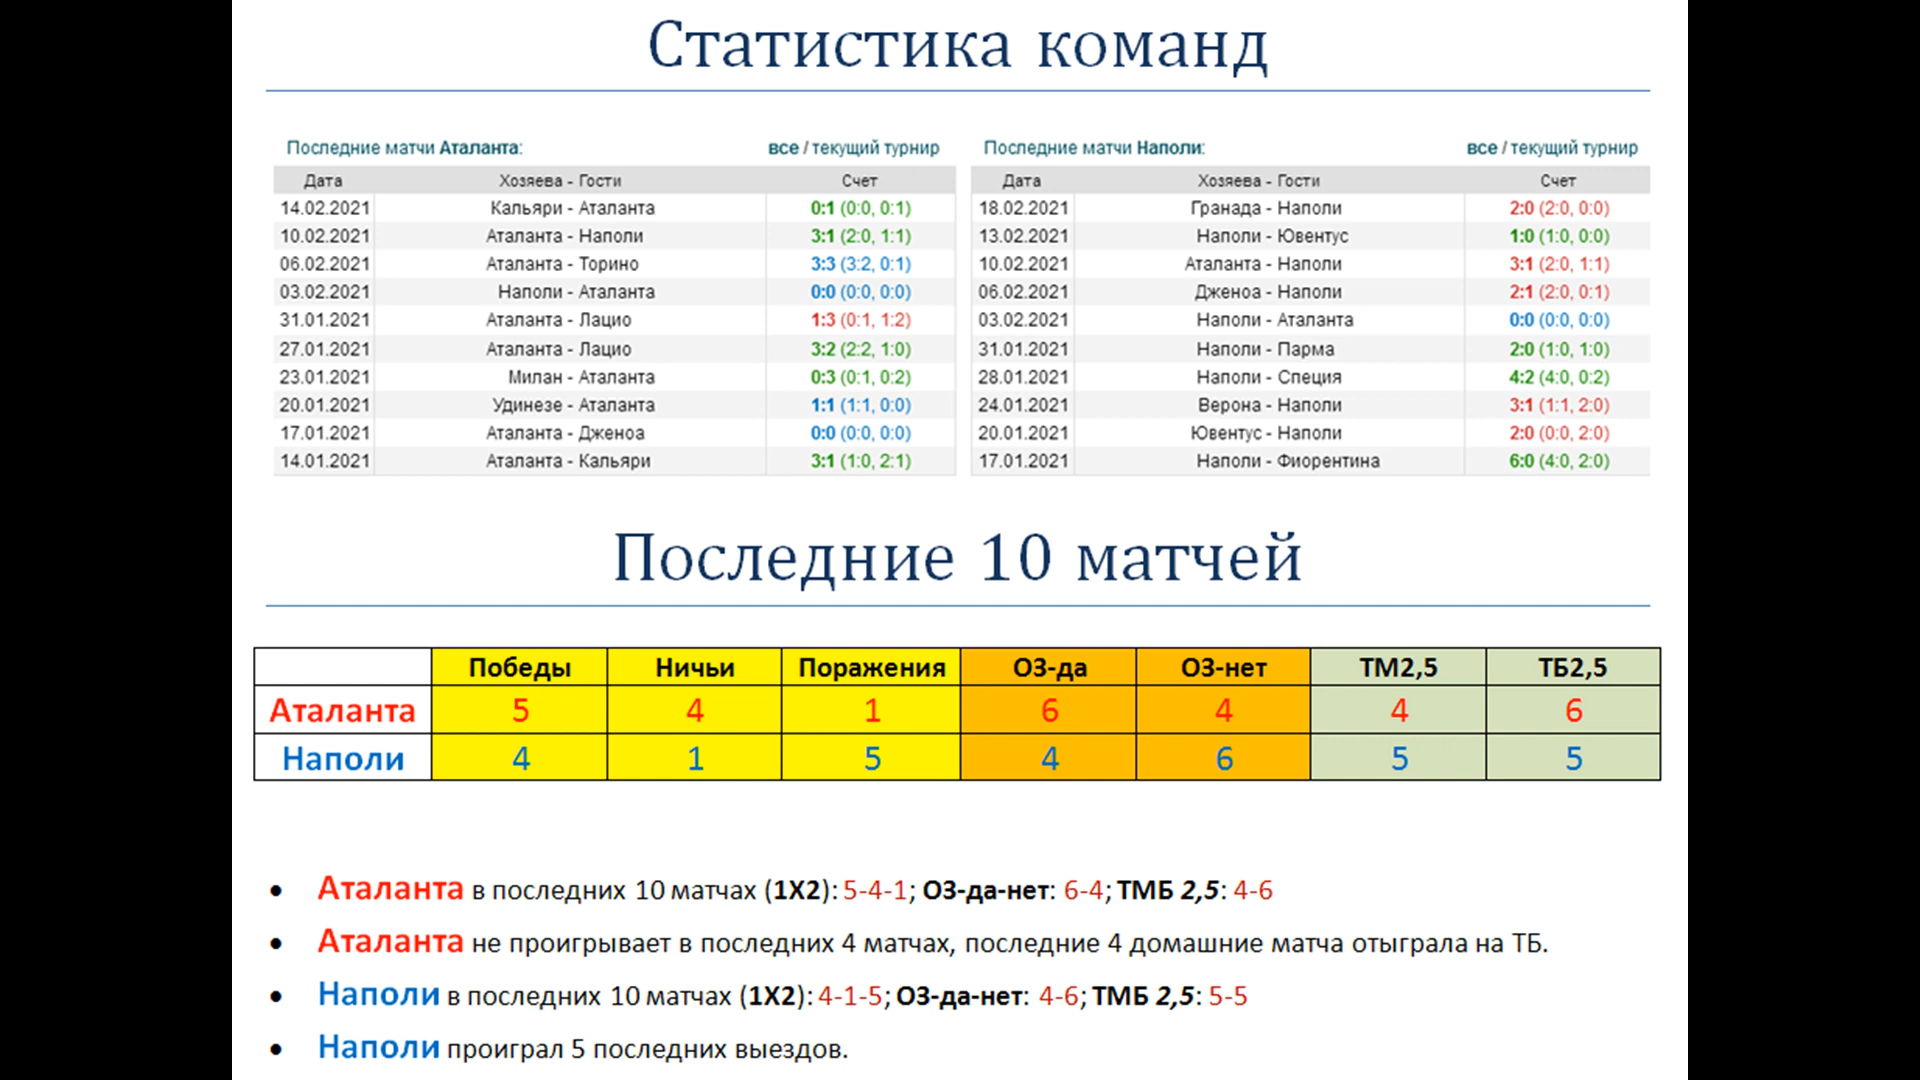 Статистика команд
Последние матчи Аталанта: все / текущий турнир
Дата Хозяева - Гости Счет
14.02.2021 Кальяри - Аталанта 0:1 (0:0, 0:1)
10.02.2021 Аталанта - Наполи 3:1 (2:0, 1:1)
06.02.2021 Аталанта - Торино 3:3 (3:2, 0:1)
03.02.2021 Наполи - Аталанта 0:0 (0:0, 0:0)
31.01.2021 Аталанта - Лацио 1:3 (0:1, 1:2)
27.01.2021 Аталанта - Лацио 3:2 (2:2, 1:0)
23.01.2021 Милан - Аталанта 0:3 (0:1, 0:2)
20.01.2021 Удинезе - Аталанта 1:1 (1:1, 0:0)
17.01.2021 Аталанта - Дженоа 0:0 (0:0, 0:0)
14.01.2021 Аталанта - Кальяри 3:1 (1:0, 2:1)
Последние матчи Наполи: все / текущий турнир
Дата Хозяева - Гости Счет
18.02.2021 Гранада - Наполи 2:0 (2:0, 0:0)
13.02.2021 Наполи - Ювентус 1:0 (1:0, 0:0)
10.02.2021 Аталанта - Наполи 3:1 (2:0, 1:1)
06.02.2021 Дженоа - Наполи 2:1 (2:0, 0:1)
03.02.2021 Наполи - Аталанта 0:0 (0:0, 0:0)
31.01.2021 Наполи - Парма 2:0 (1:0, 1:0)
28.01.2021 Наполи - Специя 4:2 (4:0, 0:2)
24.01.2021 Верона - Наполи 3:1 (1:1, 2:0)
20.01.2021 Ювентус - Наполи 2:0 (0:0, 2:0)
17.01.2021 Наполи - Фиорентина 6:0 (4:0, 2:0)
Последние 10 матчей
Победы Ничьи Поражения ОЗ-да ОЗ-нет ТМ2,5 ТБ2,5
Аталанта 5 4 1 6 4 4 6
Наполи 4 1 5 4 6 5 5
• Аталанта в последних 10 матчах (1Х2): 5-4-1; ОЗ-да-нет: 6-4; ТМБ 2,5: 4-6
• Аталанта не проигрывает в последних 4 матчах, последние 4 домашние матча отыграла на ТБ.
• Наполи в последних 10 матчах (1Х2): 4-1-5; ОЗ-да-нет: 4-6; ТМБ 2,5: 5-5
• Наполи проиграл 5 последних выездов.